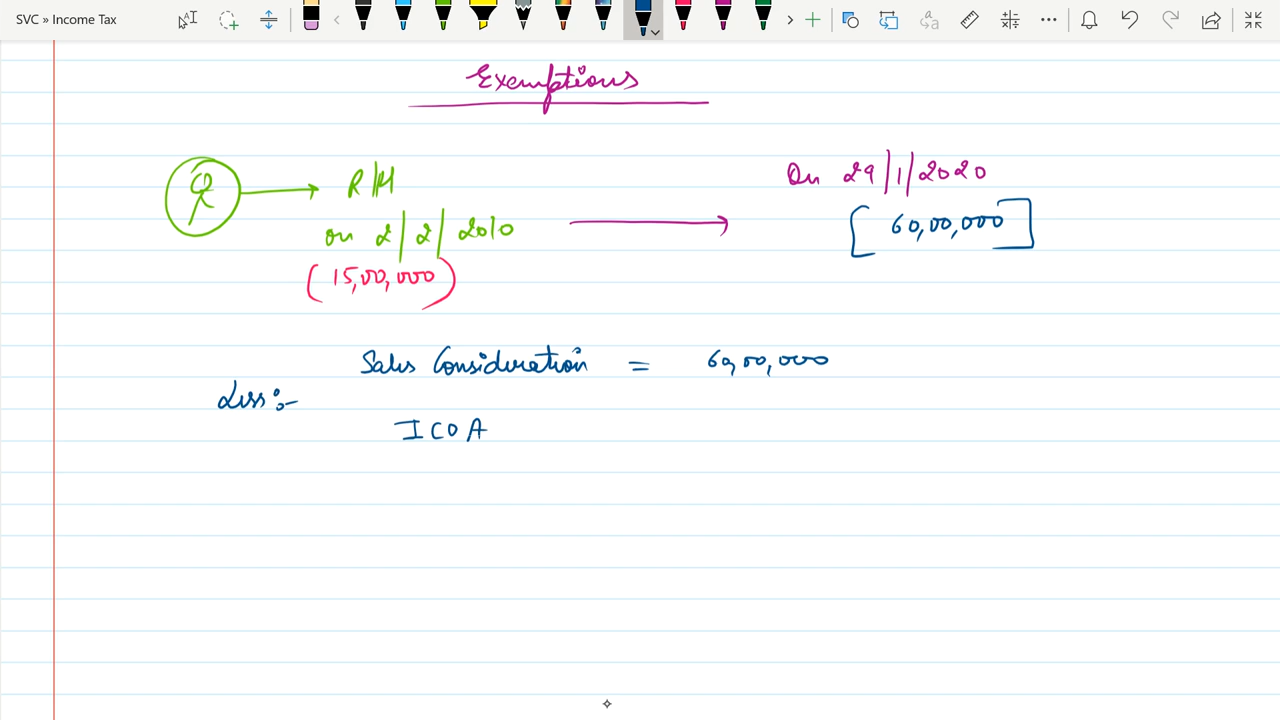 SVC » Income Tax
Exemptions
R/H
on 2/2/2010
(15,00,000)
On 29/1/2020
[60,00,000]
Sales Consideration = 60,00,000
Less:-
ICOA